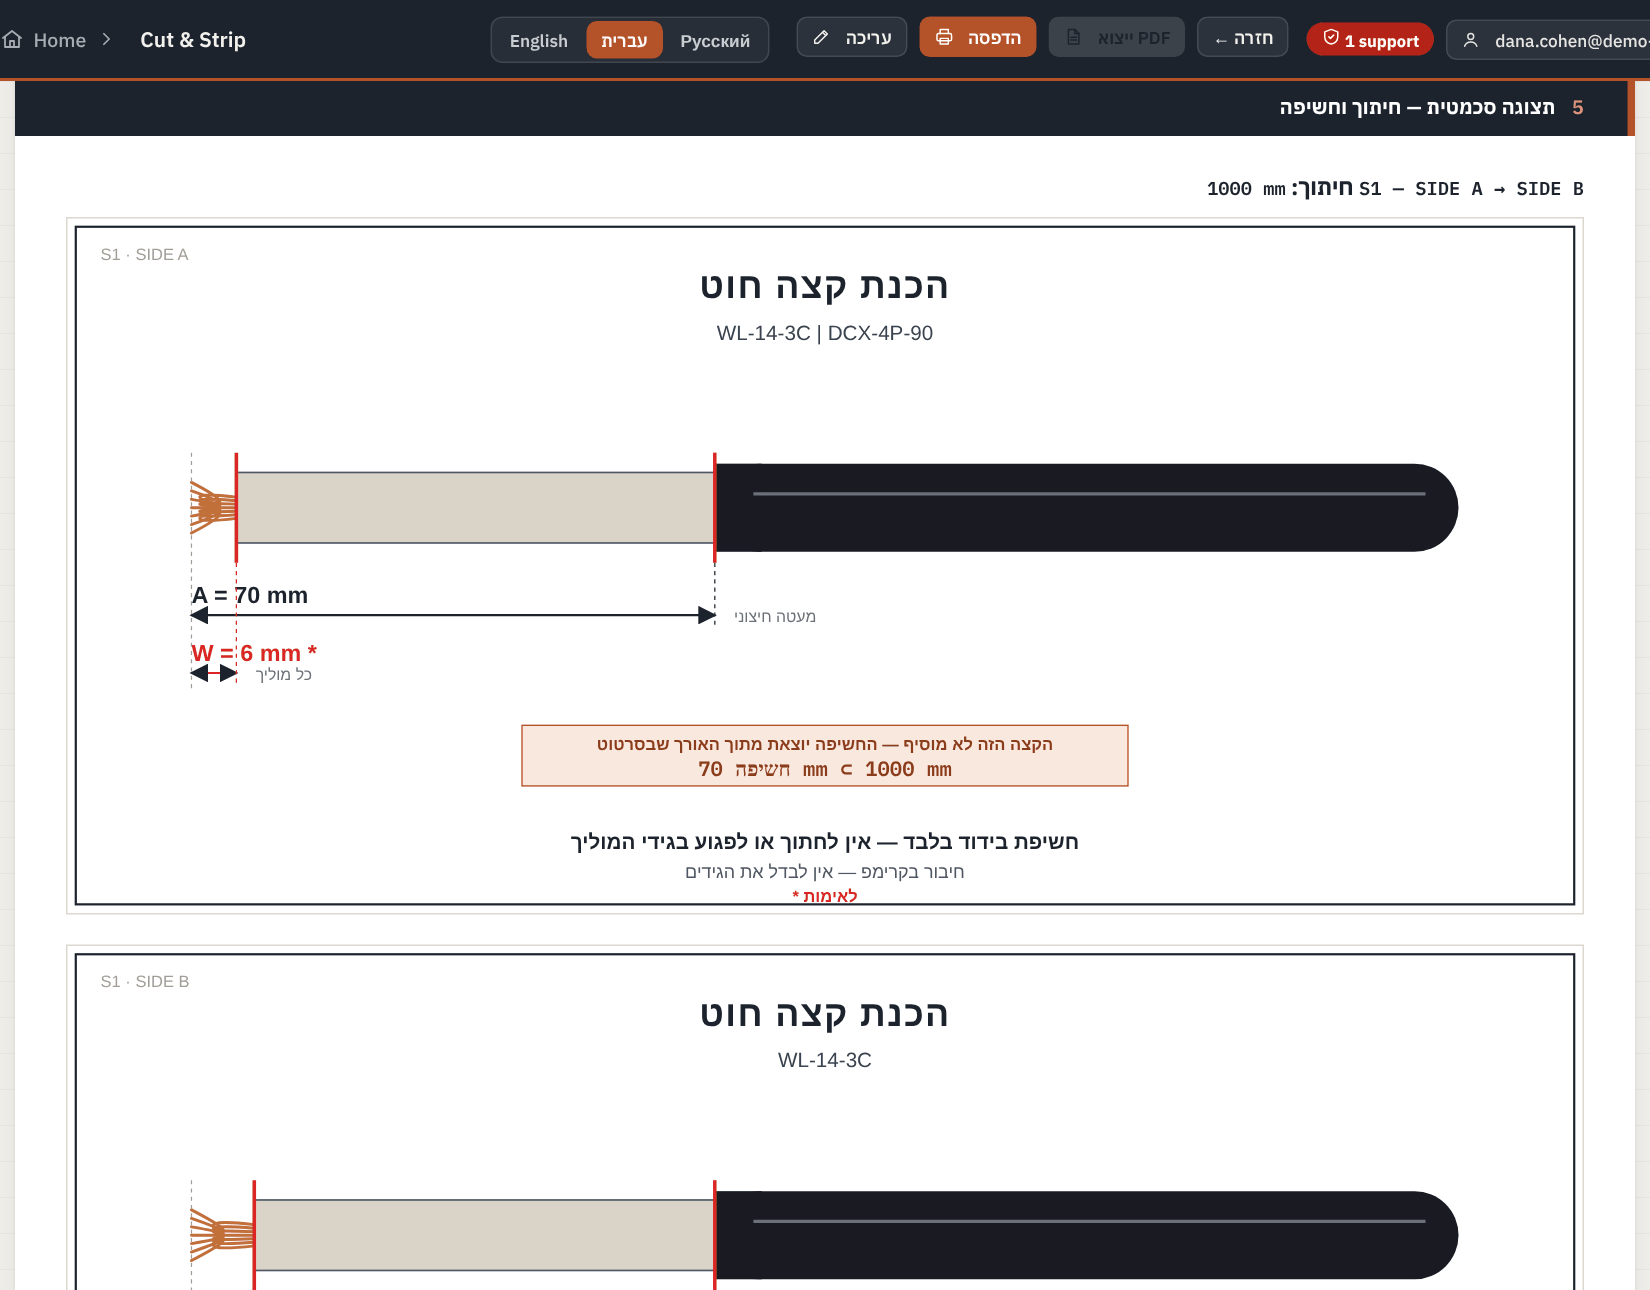 Home > Cut & Strip
English עברית Русский
עריכה
הדפסה
ייצוא PDF
חזרה ←
1 support
dana.cohen@demo-
5 תצוגה סכמטית – חיתוך וחשיפה
S1 – SIDE A → SIDE B חיתוך: 1000 mm
S1 · SIDE A
הכנת קצה חוט
WL-14-3C | DCX-4P-90
A = 70 mm
מעטה חיצוני
W = 6 mm *
כל מוליך
הקצה הזה לא מוסיף — החשיפה יוצאת מתוך האורך שבסרטוט
70 חשיפה mm ⊂ 1000 mm
חשיפת בידוד בלבד — אין לחתוך או לפגוע בגידי המוליך
חיבור בקרימפ — אין לבדל את הגידים
* לאימות
S1 · SIDE B
הכנת קצה חוט
WL-14-3C